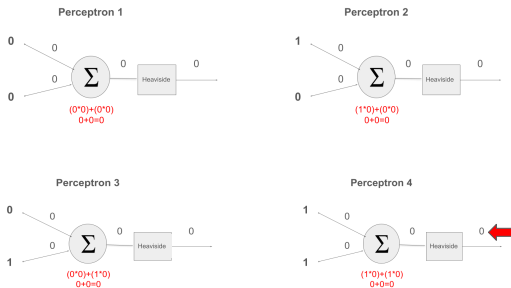 Perceptron 1
0
0
0
0
Σ
0
Heaviside
0
(0*0)+(0*0)
0+0=0
Perceptron 2
1
0
0
0
Σ
0
Heaviside
0
(1*0)+(0*0)
0+0=0
Perceptron 3
0
0
0
1
Σ
0
Heaviside
0
(0*0)+(1*0)
0+0=0
Perceptron 4
1
0
0
1
Σ
0
Heaviside
0
(1*0)+(1*0)
0+0=0